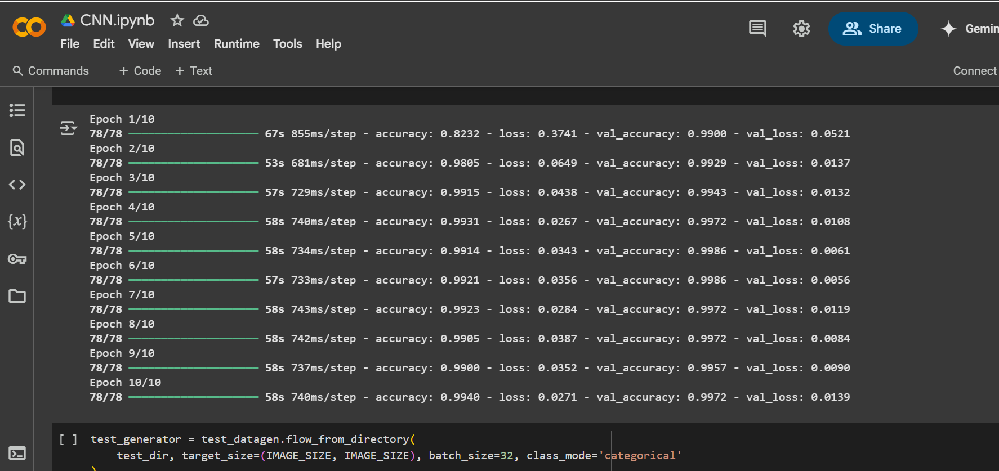 CNN.ipynb
File Edit View Insert Runtime Tools Help
Share
Gemin
Commands + Code + Text Connect
Epoch 1/10
78/78 67s 855ms/step - accuracy: 0.8232 - loss: 0.3741 - val_accuracy: 0.9900 - val_loss: 0.0521
Epoch 2/10
78/78 53s 681ms/step - accuracy: 0.9805 - loss: 0.0649 - val_accuracy: 0.9929 - val_loss: 0.0137
Epoch 3/10
78/78 57s 729ms/step - accuracy: 0.9915 - loss: 0.0438 - val_accuracy: 0.9943 - val_loss: 0.0132
Epoch 4/10
78/78 58s 740ms/step - accuracy: 0.9931 - loss: 0.0267 - val_accuracy: 0.9972 - val_loss: 0.0108
Epoch 5/10
78/78 58s 734ms/step - accuracy: 0.9914 - loss: 0.0343 - val_accuracy: 0.9986 - val_loss: 0.0061
Epoch 6/10
78/78 57s 733ms/step - accuracy: 0.9921 - loss: 0.0356 - val_accuracy: 0.9986 - val_loss: 0.0056
Epoch 7/10
78/78 58s 743ms/step - accuracy: 0.9923 - loss: 0.0284 - val_accuracy: 0.9972 - val_loss: 0.0119
Epoch 8/10
78/78 58s 742ms/step - accuracy: 0.9905 - loss: 0.0387 - val_accuracy: 0.9972 - val_loss: 0.0084
Epoch 9/10
78/78 58s 737ms/step - accuracy: 0.9900 - loss: 0.0352 - val_accuracy: 0.9957 - val_loss: 0.0090
Epoch 10/10
78/78 58s 740ms/step - accuracy: 0.9940 - loss: 0.0271 - val_accuracy: 0.9972 - val_loss: 0.0139
[ ] test_generator = test_datagen.flow_from_directory(
test_dir, target_size=(IMAGE_SIZE, IMAGE_SIZE), batch_size=32, class_mode='categorical'
)